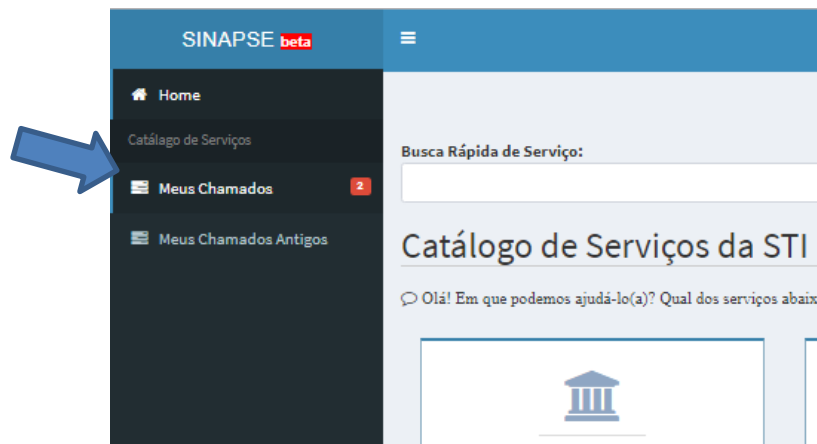 SINAPSE beta
Home
Catálago de Serviços
Meus Chamados 2
Meus Chamados Antigos
Busca Rápida de Serviço:
Catálogo de Serviços da STI
Olá! Em que podemos ajudá-lo(a)? Qual dos serviços abaix